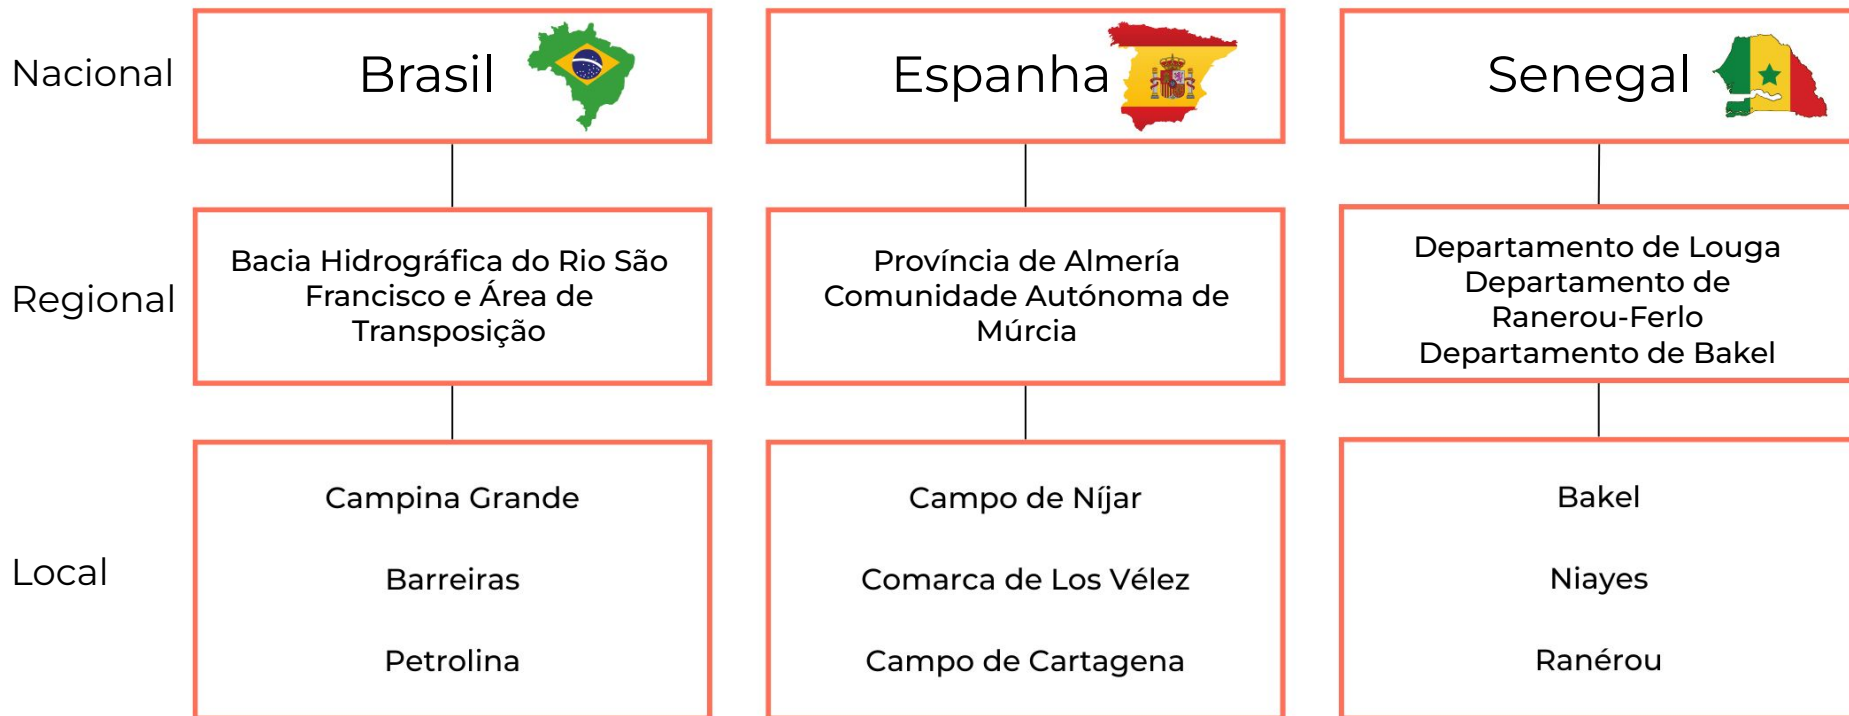 Nacional
Brasil
Espanha
Senegal
Regional
Bacia Hidrográfica do Rio São
Francisco e Área de
Transposição
Província de Almería
Comunidade Autónoma de
Múrcia
Departamento de Louga
Departamento de
Ranerou-Ferlo
Departamento de Bakel
Local
Campina Grande
Barreiras
Petrolina
Campo de Níjar
Comarca de Los Vélez
Campo de Cartagena
Bakel
Niayes
Ranérou